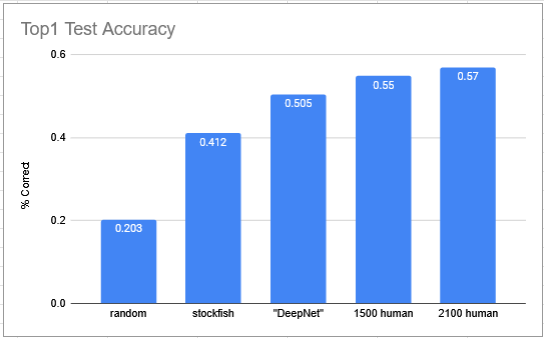 Top1 Test Accuracy
0.6
0.4
0.2
0.0
% Correct
0.203
0.412
0.505
0.55
0.57
random
stockfish
"DeepNet"
1500 human
2100 human